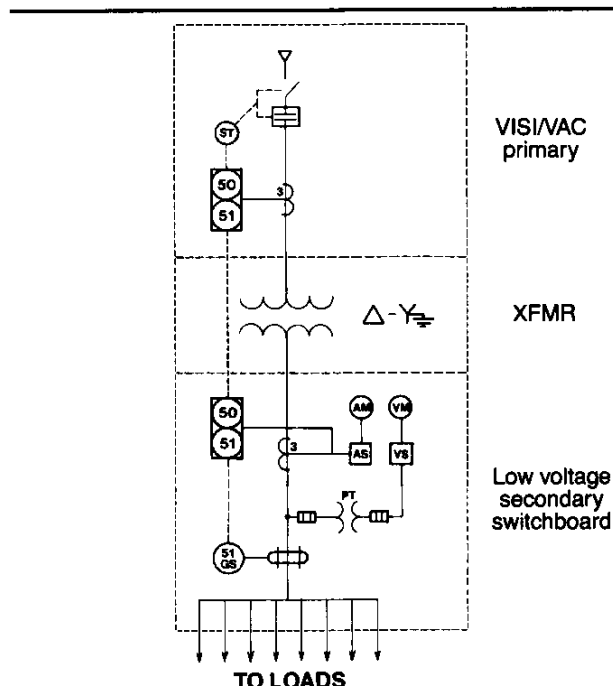 VISI/VAC
primary
ST
50
51
3
XFMR
Δ - Y
50
51
3
AM
VM
AS
VS
PT
Low voltage
secondary
switchboard
51
GS
TO LOADS